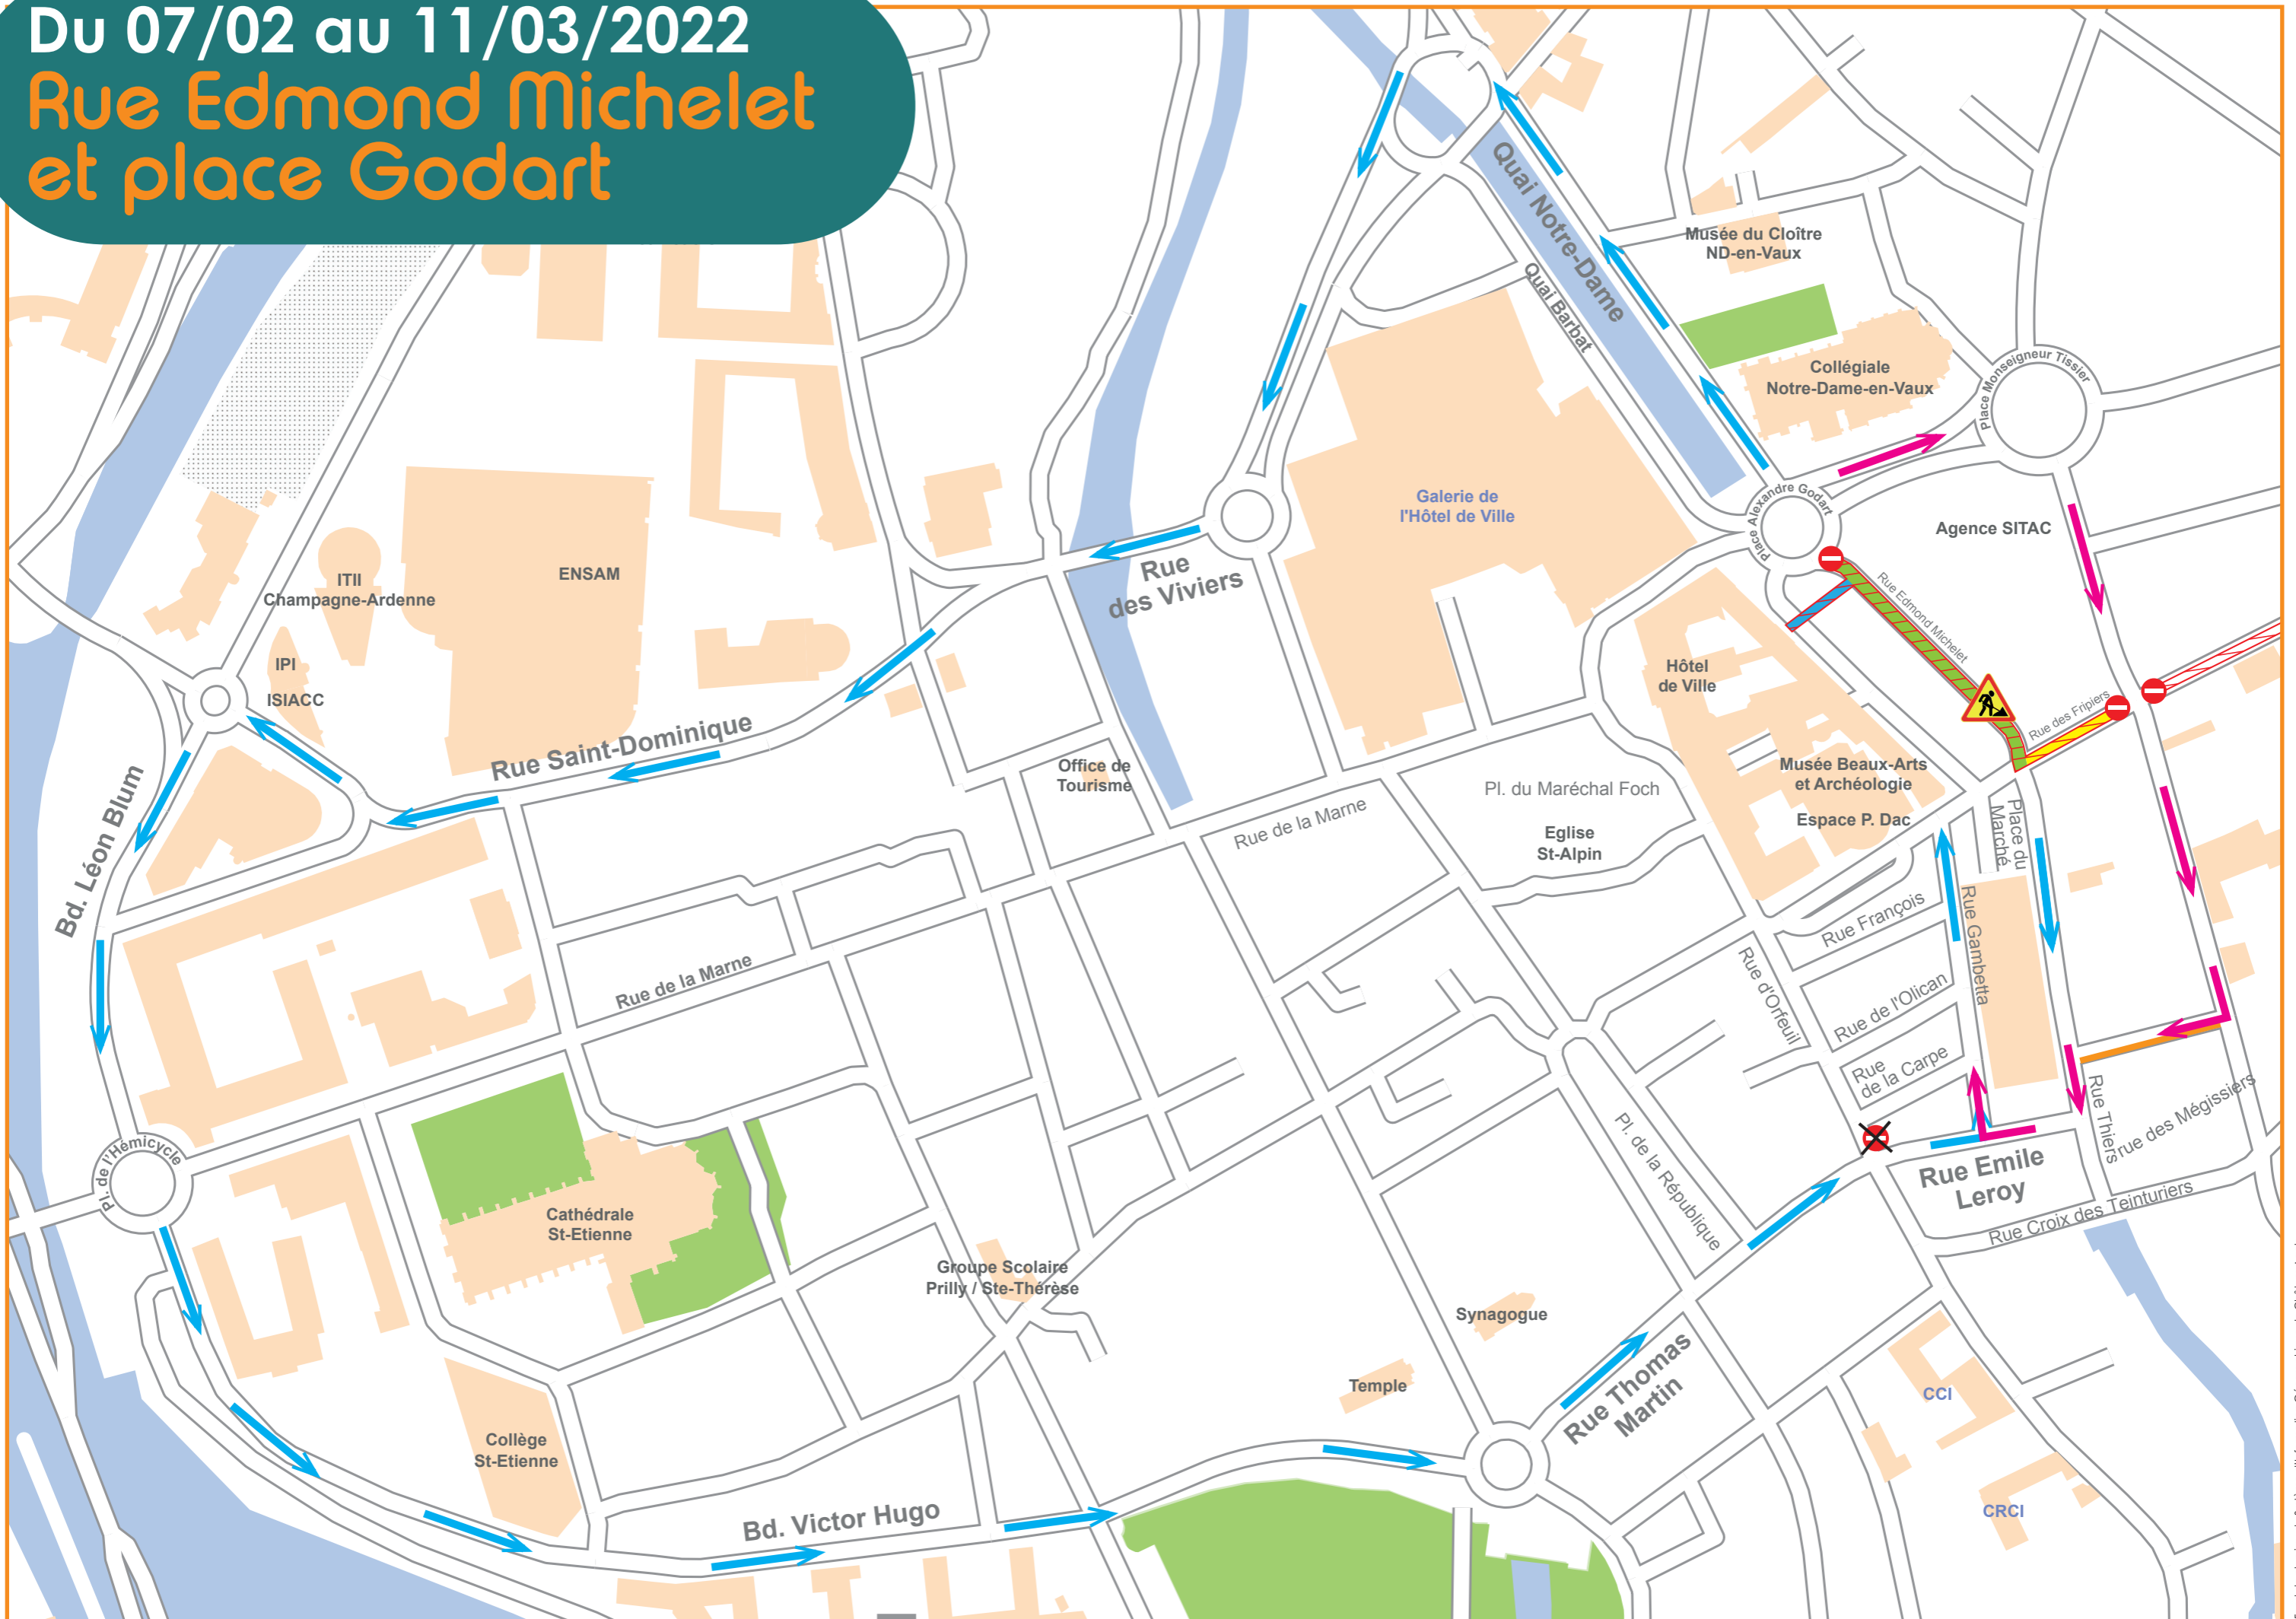 Du 07/02 au 11/03/2022
Rue Edmond Michelet
et place Godart
Quai Notre-Dame
Quai Barbat
Musée du Cloître
ND-en-Vaux
Collégiale
Notre-Dame-en-Vaux
Place Monseigneur Tissier
Place Alexandre Godart
Agence SITAC
Galerie de
l'Hôtel de Ville
Rue
des Viviers
ENSAM
ITII
Champagne-Ardenne
IPI
ISIACC
Rue Edmond Michelet
Rue des Fripiers
Hôtel
de Ville
Rue Saint-Dominique
Office de
Tourisme
Musée Beaux-Arts
et Archéologie
Espace P. Dac
Pl. du Maréchal Foch
Rue de la Marne
Eglise
St-Alpin
Place du
Marché
Bd. Léon Blum
Rue François
Rue Gambetta
Rue de la Marne
Rue d'Orfeuil
Rue de l'Olican
Rue
de la Carpe
Rue Thiers
rue des Mégissiers
Pl. de l'Hémicycle
Pl. de la République
Rue Emile
Leroy
Rue Croix des Teinturiers
Cathédrale
St-Etienne
Groupe Scolaire
Prilly / Ste-Thérèse
Synagogue
Temple
Rue Thomas
Martin
CCI
Collège
St-Etienne
Bd. Victor Hugo
CRCI